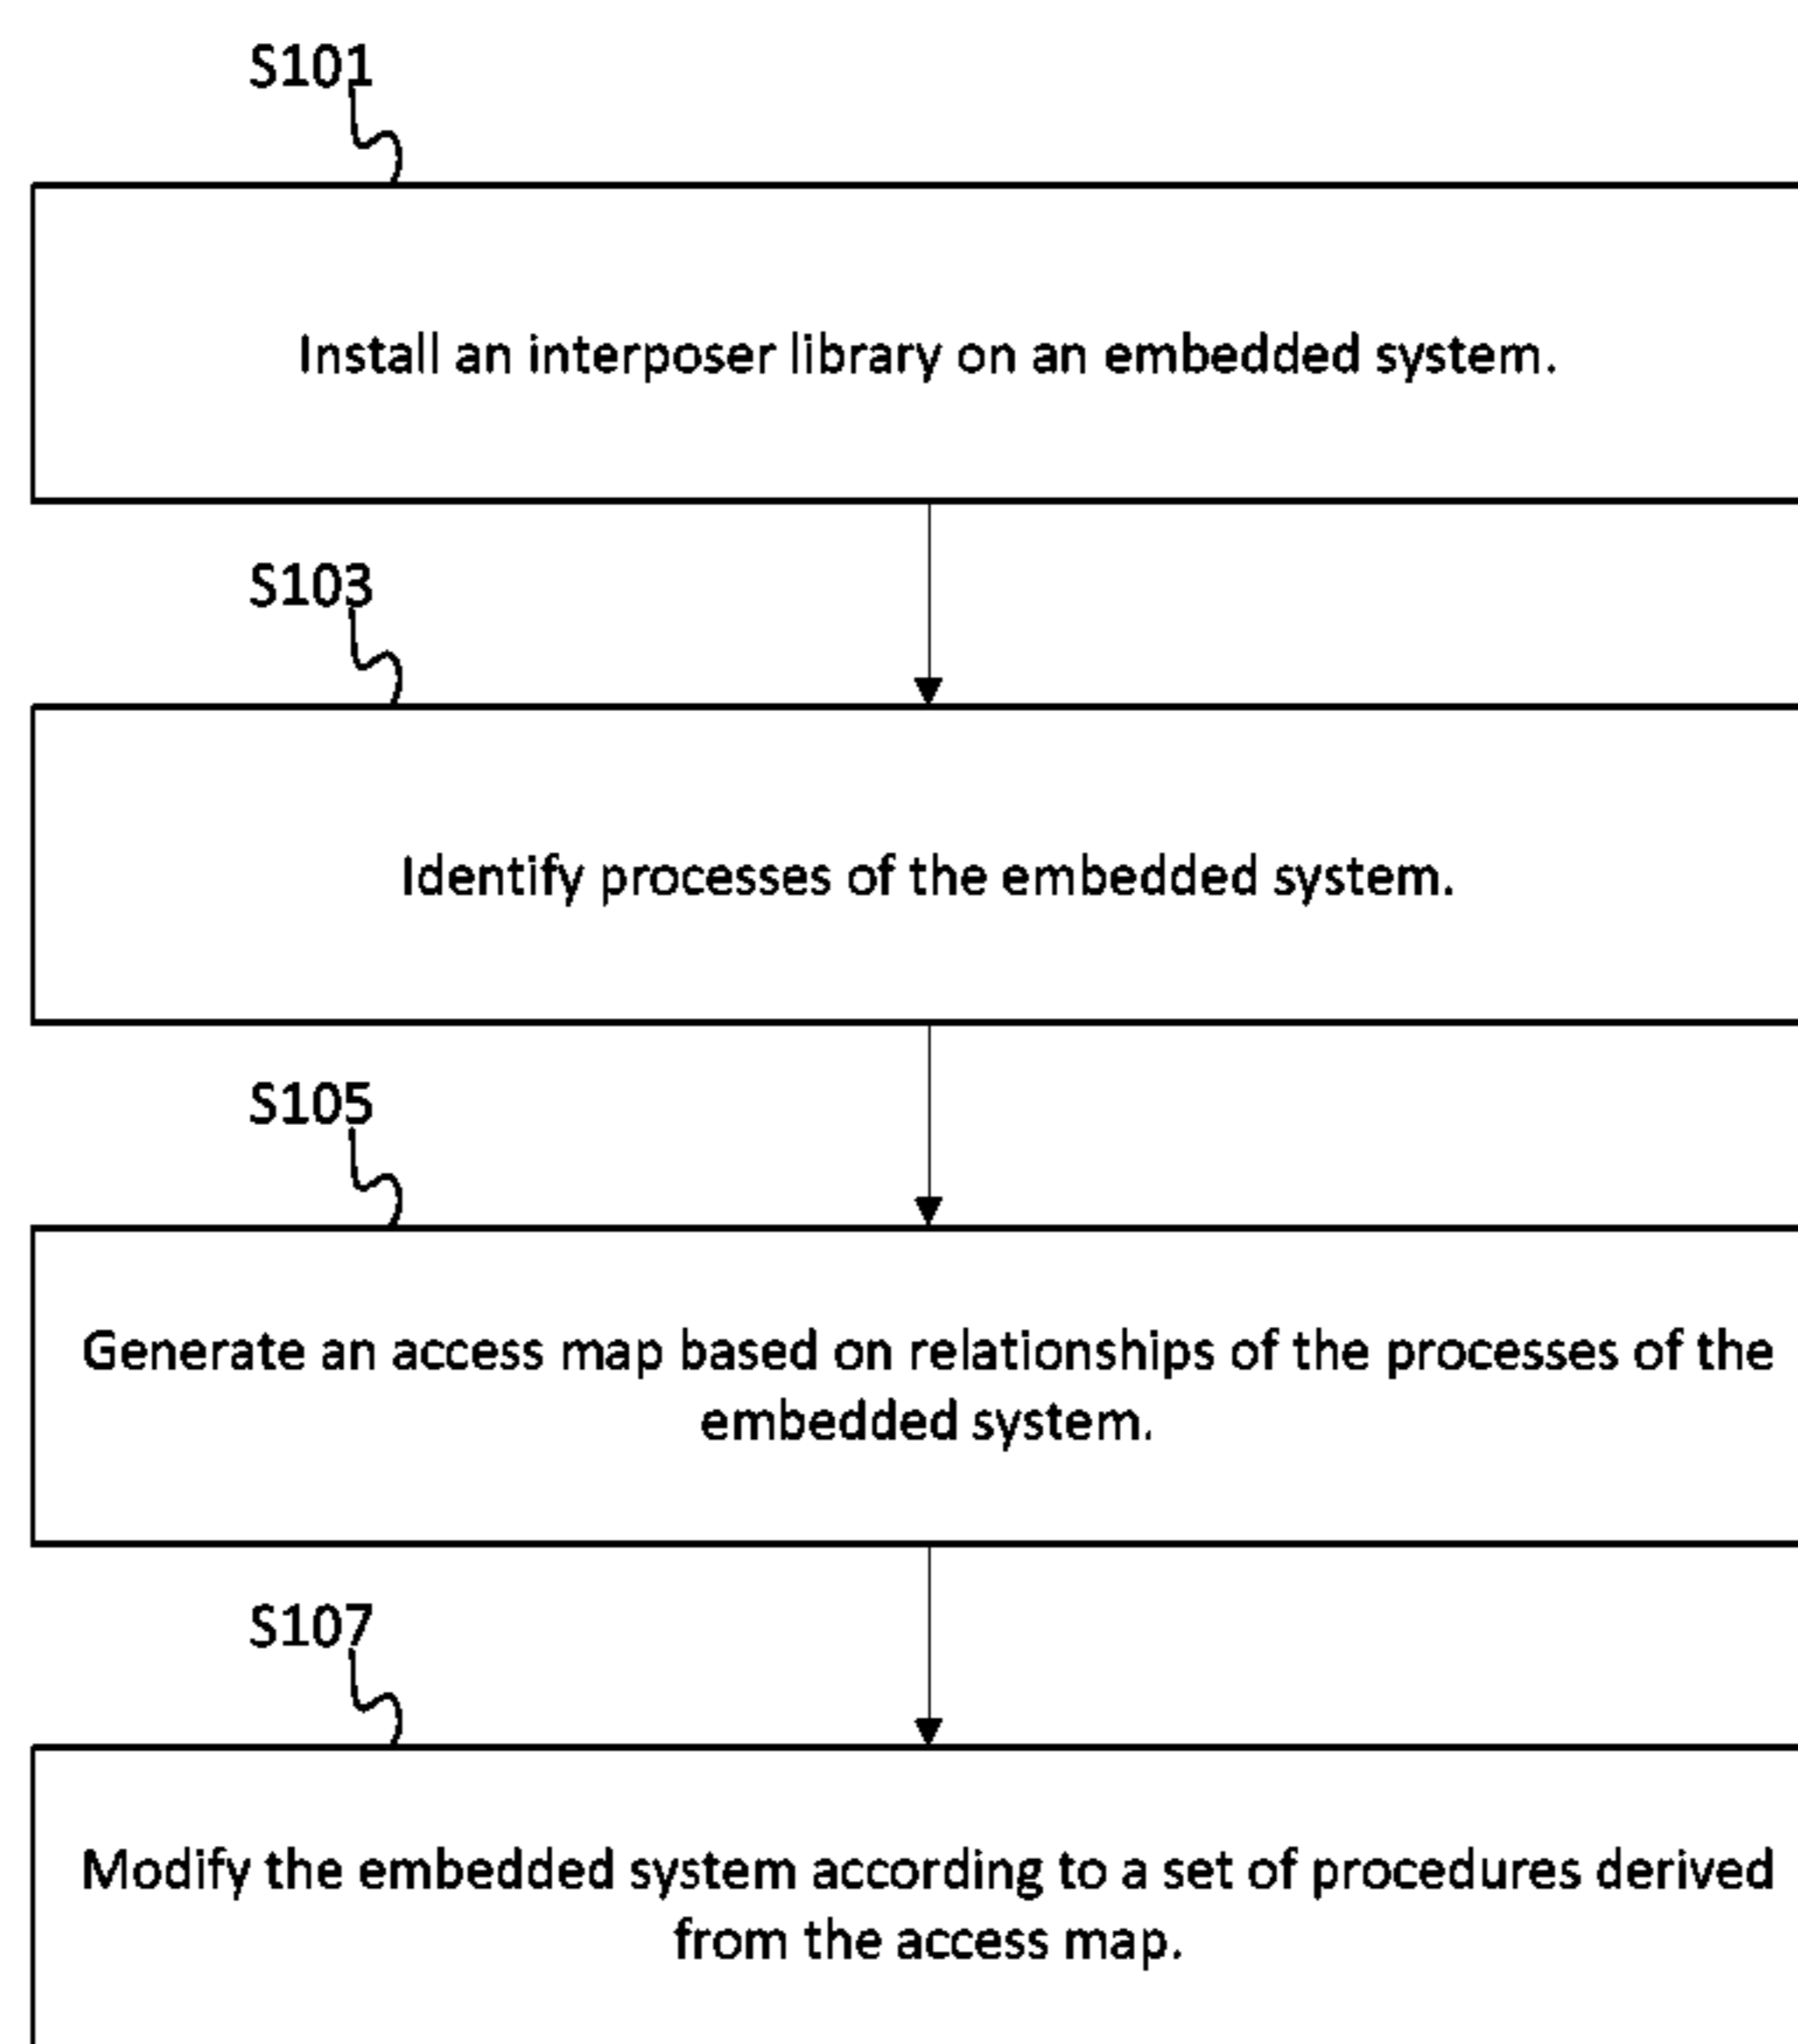 S101
Install an interposer library on an embedded system.
S103
Identify processes of the embedded system.
S105
Generate an access map based on relationships of the processes of the
embedded system.
S107
Modify the embedded system according to a set of procedures derived
from the access map.